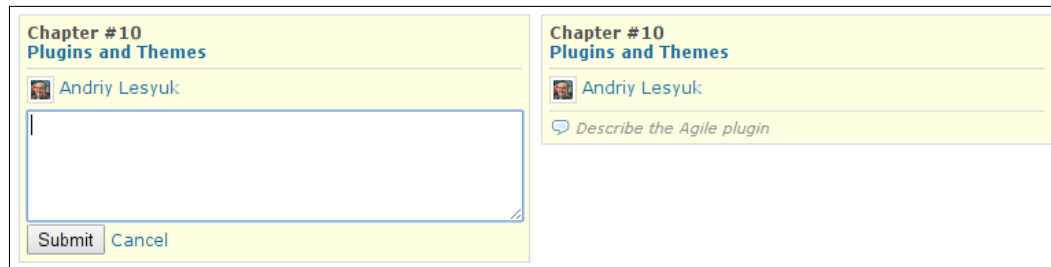 Chapter #10
Plugins and Themes
Andriy Lesyuk
Submit Cancel
Chapter #10
Plugins and Themes
Andriy Lesyuk
Describe the Agile plugin